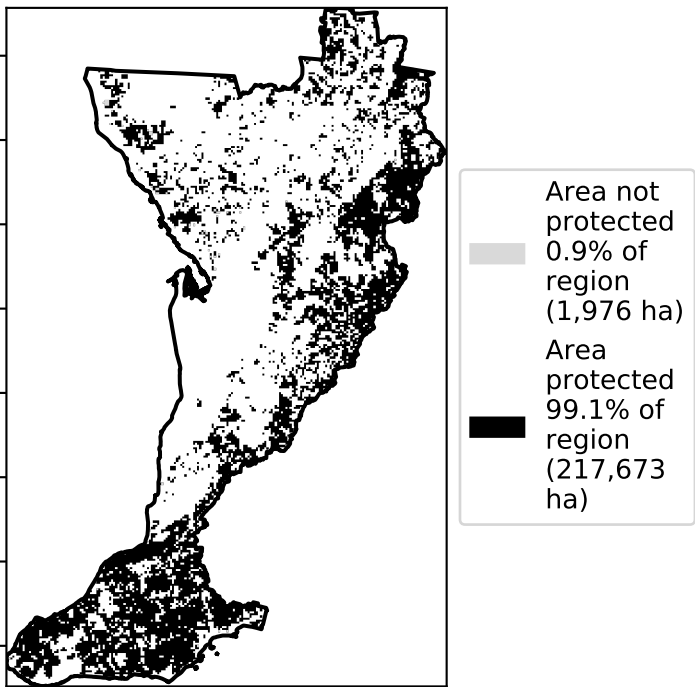 Area not
protected
0.9% of
region
(1,976 ha)
Area
protected
99.1% of
region
(217,673
ha)